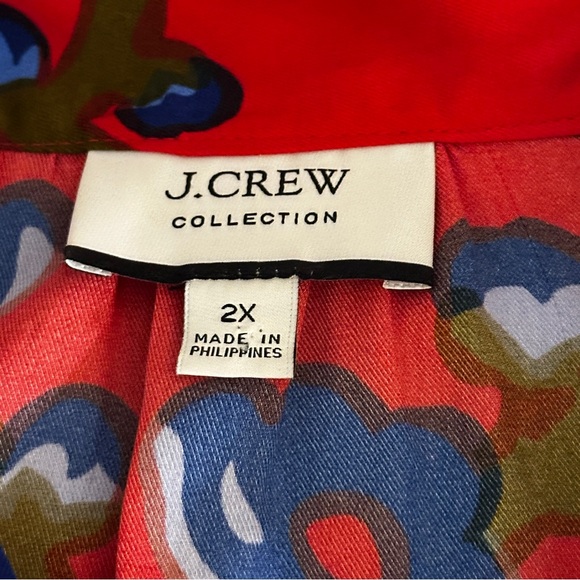 J.CREW
COLLECTION
2X
MADE IN
PHILIPPINES